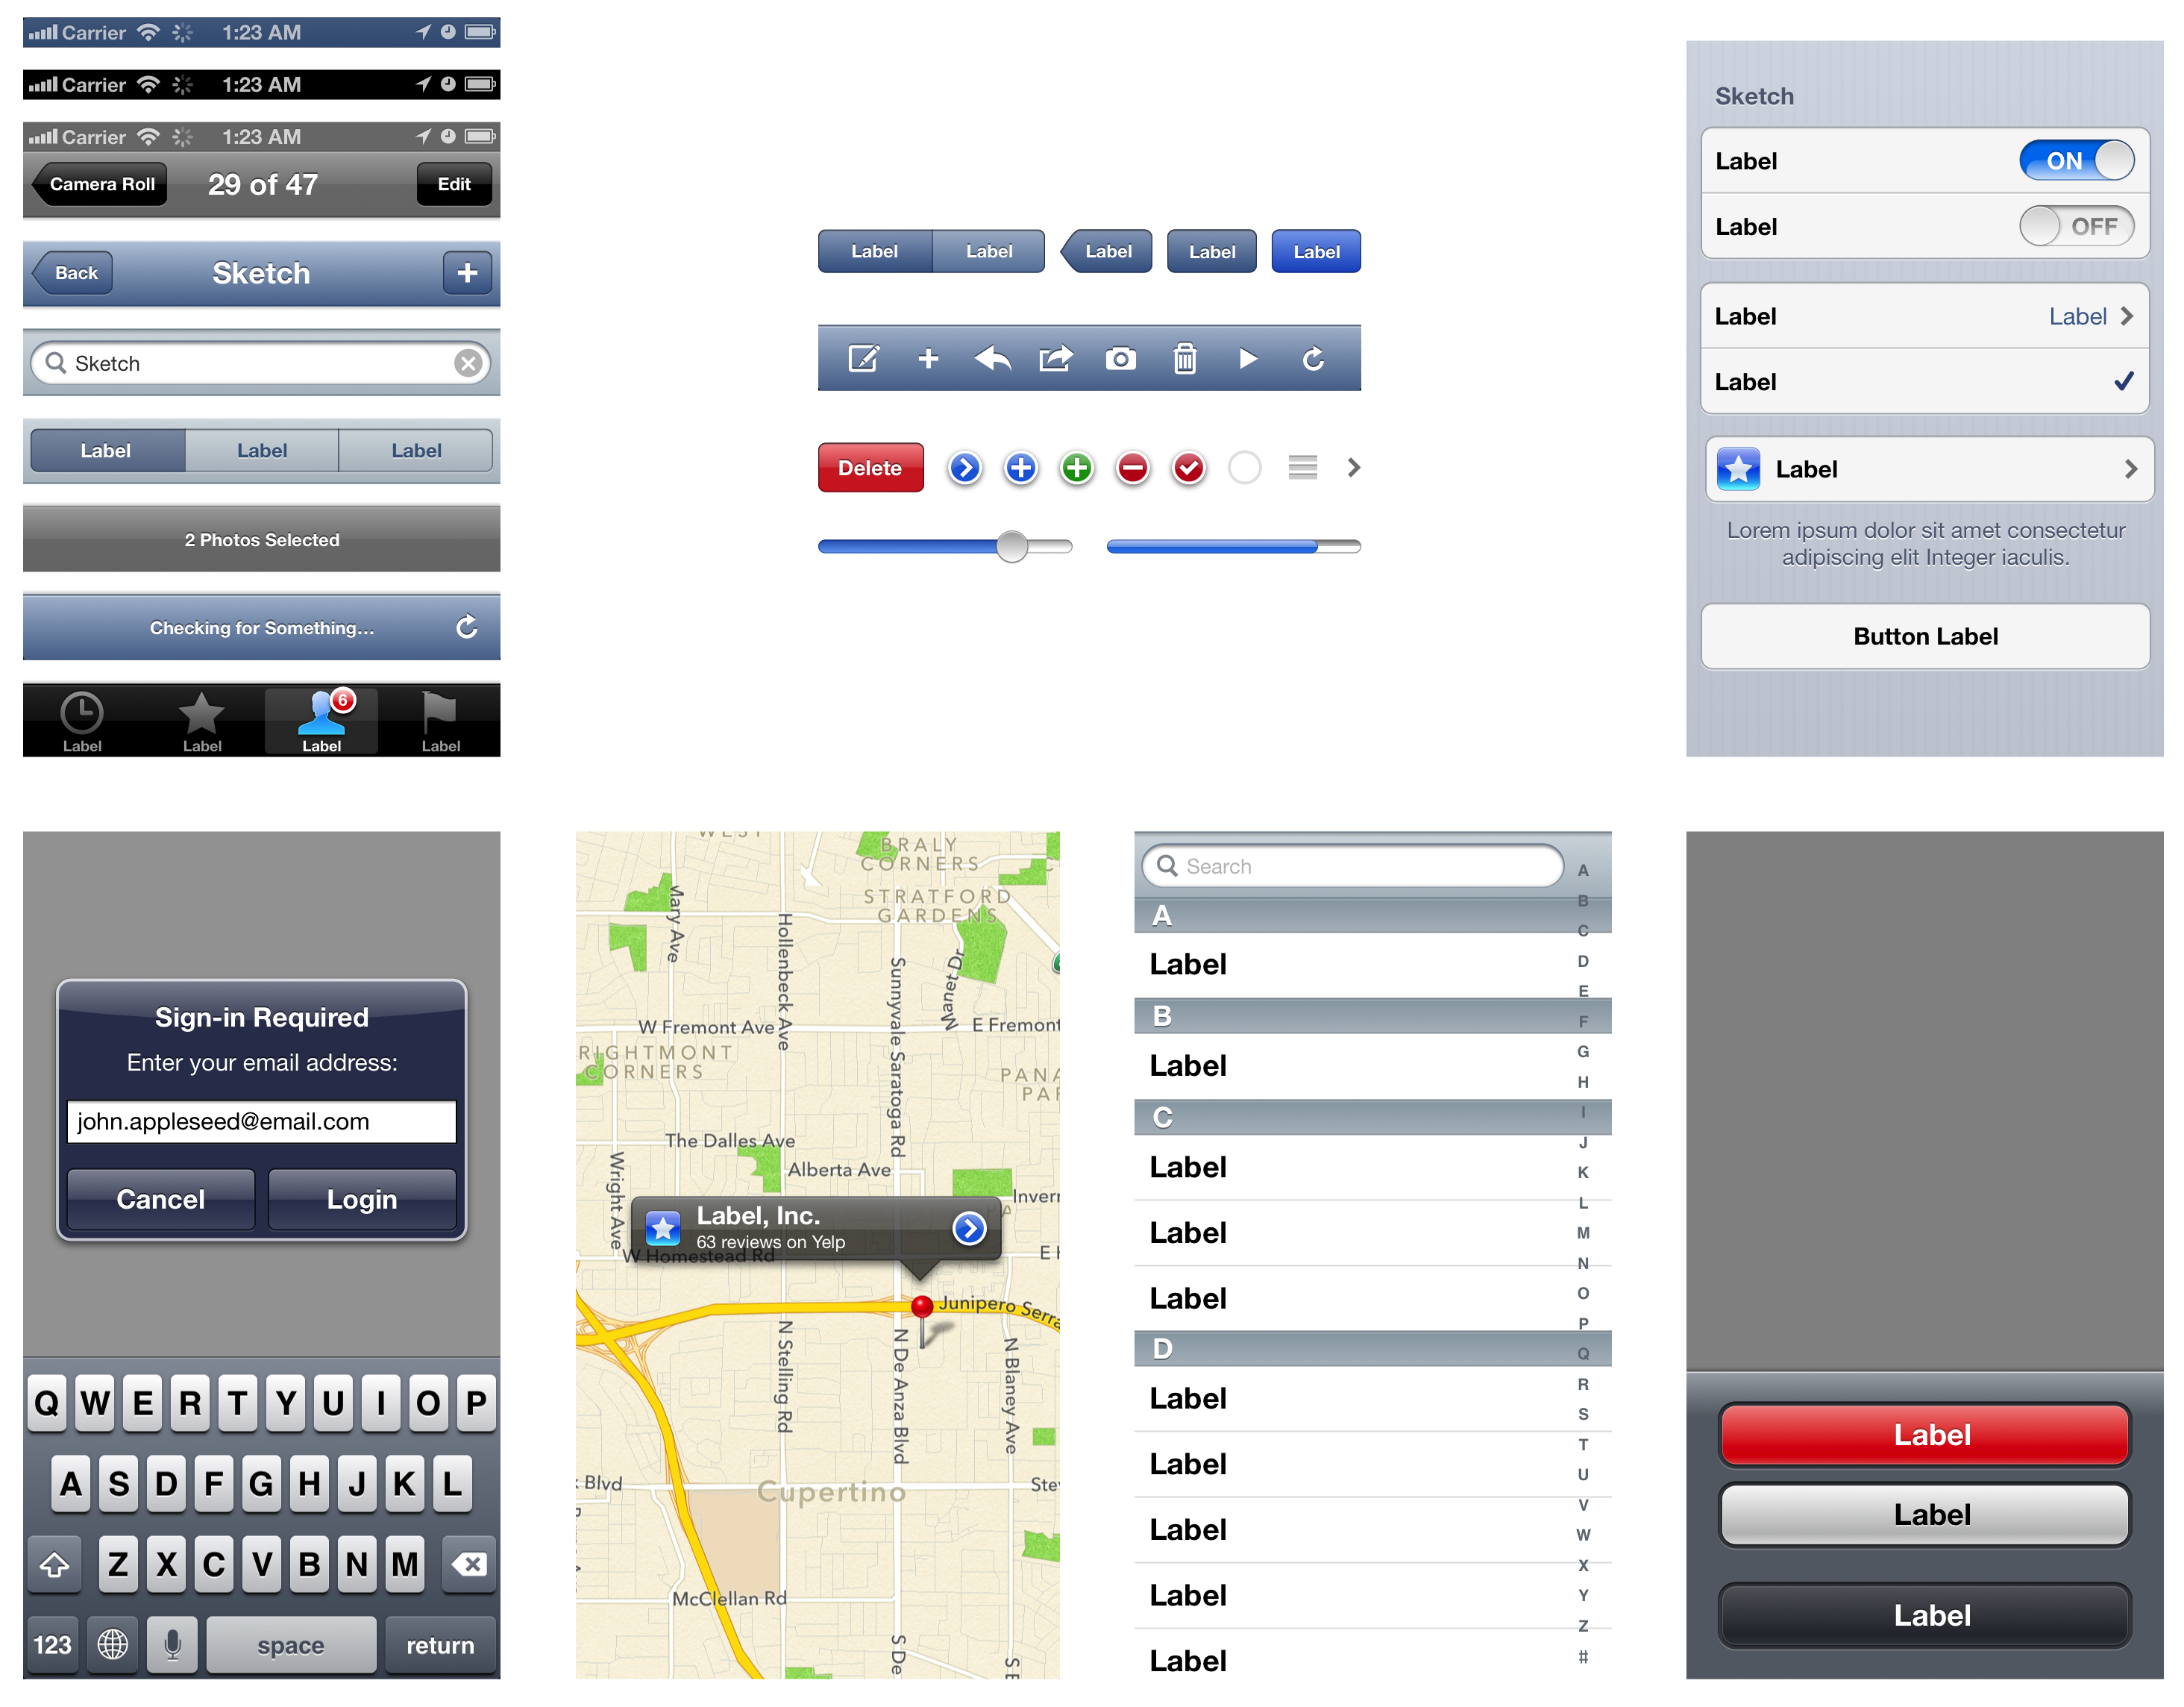 Carrier 1:23 AM
Carrier 1:23 AM
Carrier 1:23 AM
Camera Roll 29 of 47 Edit
Back Sketch
Sketch
Label Label Label
2 Photos Selected
Checking for Something...
6
Label Label Label Label
Label Label Label Label Label
Delete
Sketch
Label ON
Label OFF
Label Label
Label
Label
Lorem ipsum dolor sit amet consectetur
adipiscing elit Integer iaculis.
Button Label
Sign-in Required
Enter your email address:
john.appleseed@email.com
Cancel Login
Q W E R T Y U I O P
A S D F G H J K L
Z X C V B N M
123 space return
BRALY
CORNERS
STRATFORD
GARDENS
Mary Ave
Hollenbeck Ave
Sunnyvale Saratoga Rd
Nanet Dr
W Fremont Ave
E Fremont
RIGHTMONT
CORNERS
PANA
PAR
The Dalles Ave
Alberta Ave
Wright Ave
Inver
Label, Inc.
63 reviews on Yelp
W Homestead Rd
E H
Junipero Serra
N Stelling Rd
N De Anza Blvd
N Blaney Ave
Blvd
Cupertino
Stev
McClellan Rd
S De
Search
A
Label
B
Label
C
Label
Label
Label
D
Label
Label
Label
Label
Label
A
B
C
D
E
F
G
H
I
J
K
L
M
N
O
P
Q
R
S
T
U
V
W
X
Y
Z
#
Label
Label
Label